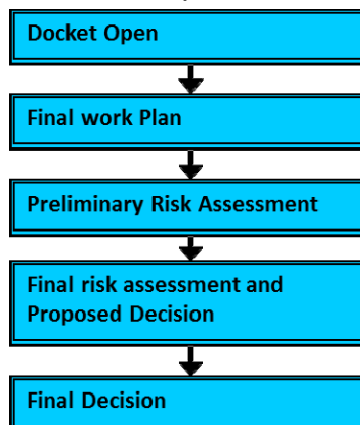 Docket Open
Final work Plan
Preliminary Risk Assessment
Final risk assessment and
Proposed Decision
Final Decision